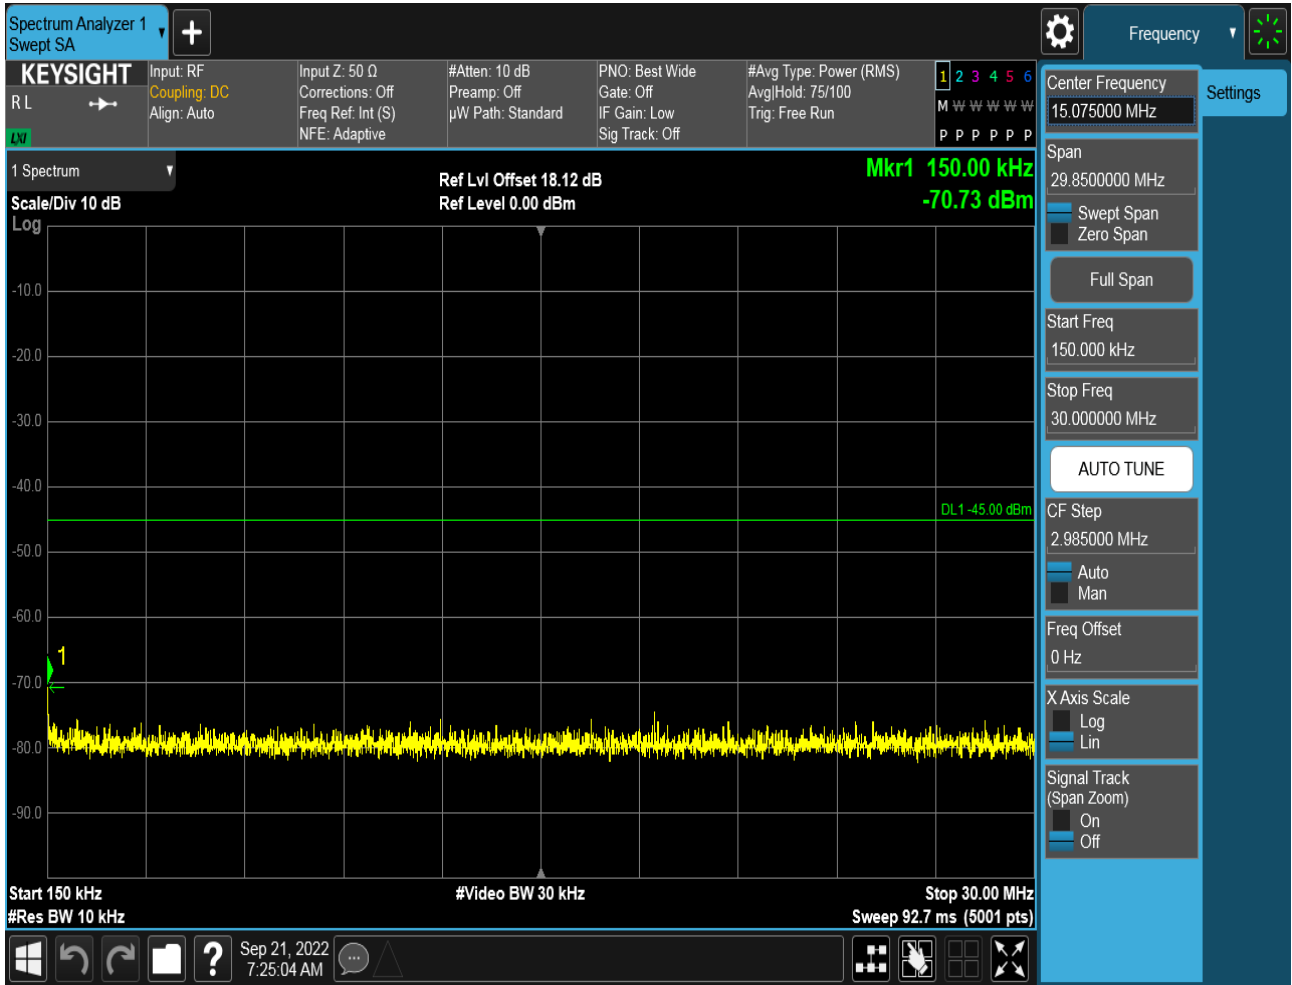 Spectrum Analyzer 1
Swept SA
+
Frequency
KEYSIGHT
R L
LXI
Input: RF
Coupling: DC
Align: Auto
Input Z: 50 Ω
Corrections: Off
Freq Ref: Int (S)
NFE: Adaptive
#Atten: 10 dB
Preamp: Off
µW Path: Standard
PNO: Best Wide
Gate: Off
IF Gain: Low
Sig Track: Off
#Avg Type: Power (RMS)
Avg|Hold: 75/100
Trig: Free Run
1 2 3 4 5 6
M W W W W W
P P P P P P
1 Spectrum
Scale/Div 10 dB
Log
Ref Lvl Offset 18.12 dB
Ref Level 0.00 dBm
Mkr1 150.00 kHz
-70.73 dBm
-10.0
-20.0
-30.0
-40.0
DL1 -45.00 dBm
-50.0
-60.0
1
-70.0
-80.0
-90.0
Start 150 kHz
#Res BW 10 kHz
#Video BW 30 kHz
Stop 30.00 MHz
Sweep 92.7 ms (5001 pts)
Center Frequency
15.075000 MHz
Settings
Span
29.8500000 MHz
Swept Span
Zero Span
Full Span
Start Freq
150.000 kHz
Stop Freq
30.000000 MHz
AUTO TUNE
CF Step
2.985000 MHz
Auto
Man
Freq Offset
0 Hz
X Axis Scale
Log
Lin
Signal Track
(Span Zoom)
On
Off
?
Sep 21, 2022
7:25:04 AM